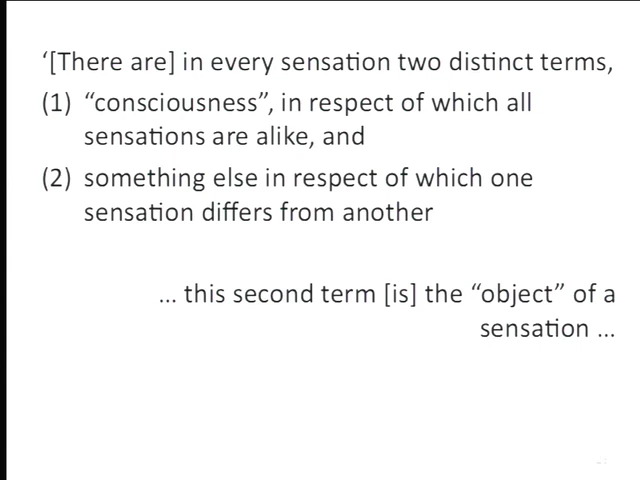 ‘[There are] in every sensation two distinct terms,
(1) “consciousness”, in respect of which all
sensations are alike, and
(2) something else in respect of which one
sensation differs from another
... this second term [is] the “object” of a
sensation ...